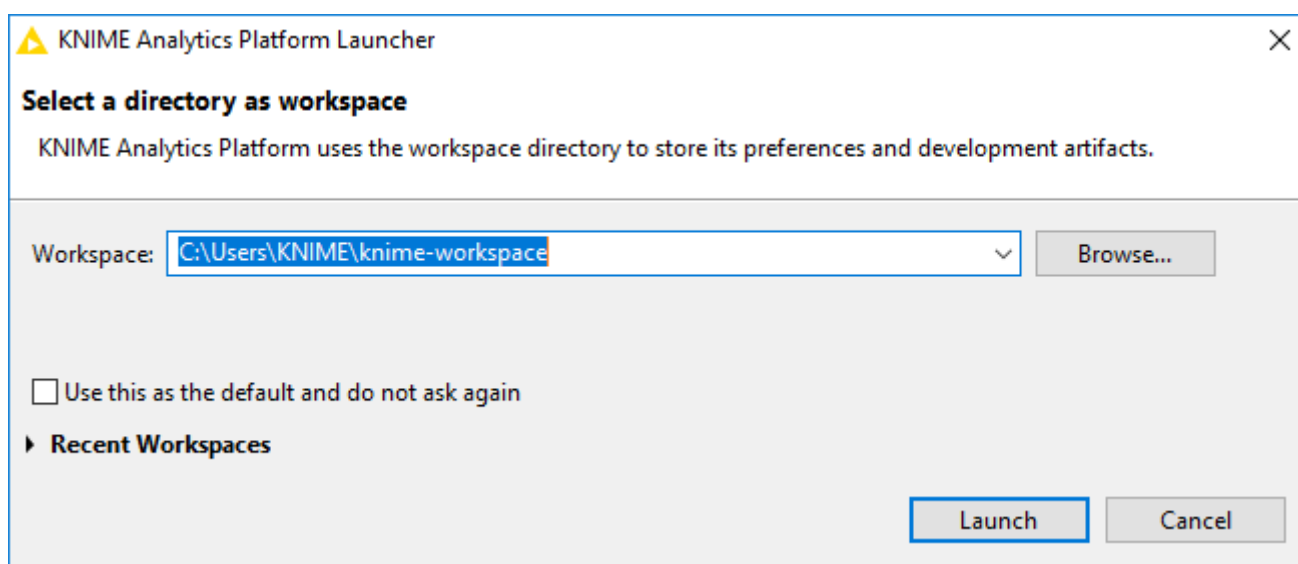 KNIME Analytics Platform Launcher
Select a directory as workspace
KNIME Analytics Platform uses the workspace directory to store its preferences and development artifacts.
Workspace: C:\Users\KNIME\knime-workspace Browse...
Use this as the default and do not ask again
Recent Workspaces
Launch Cancel